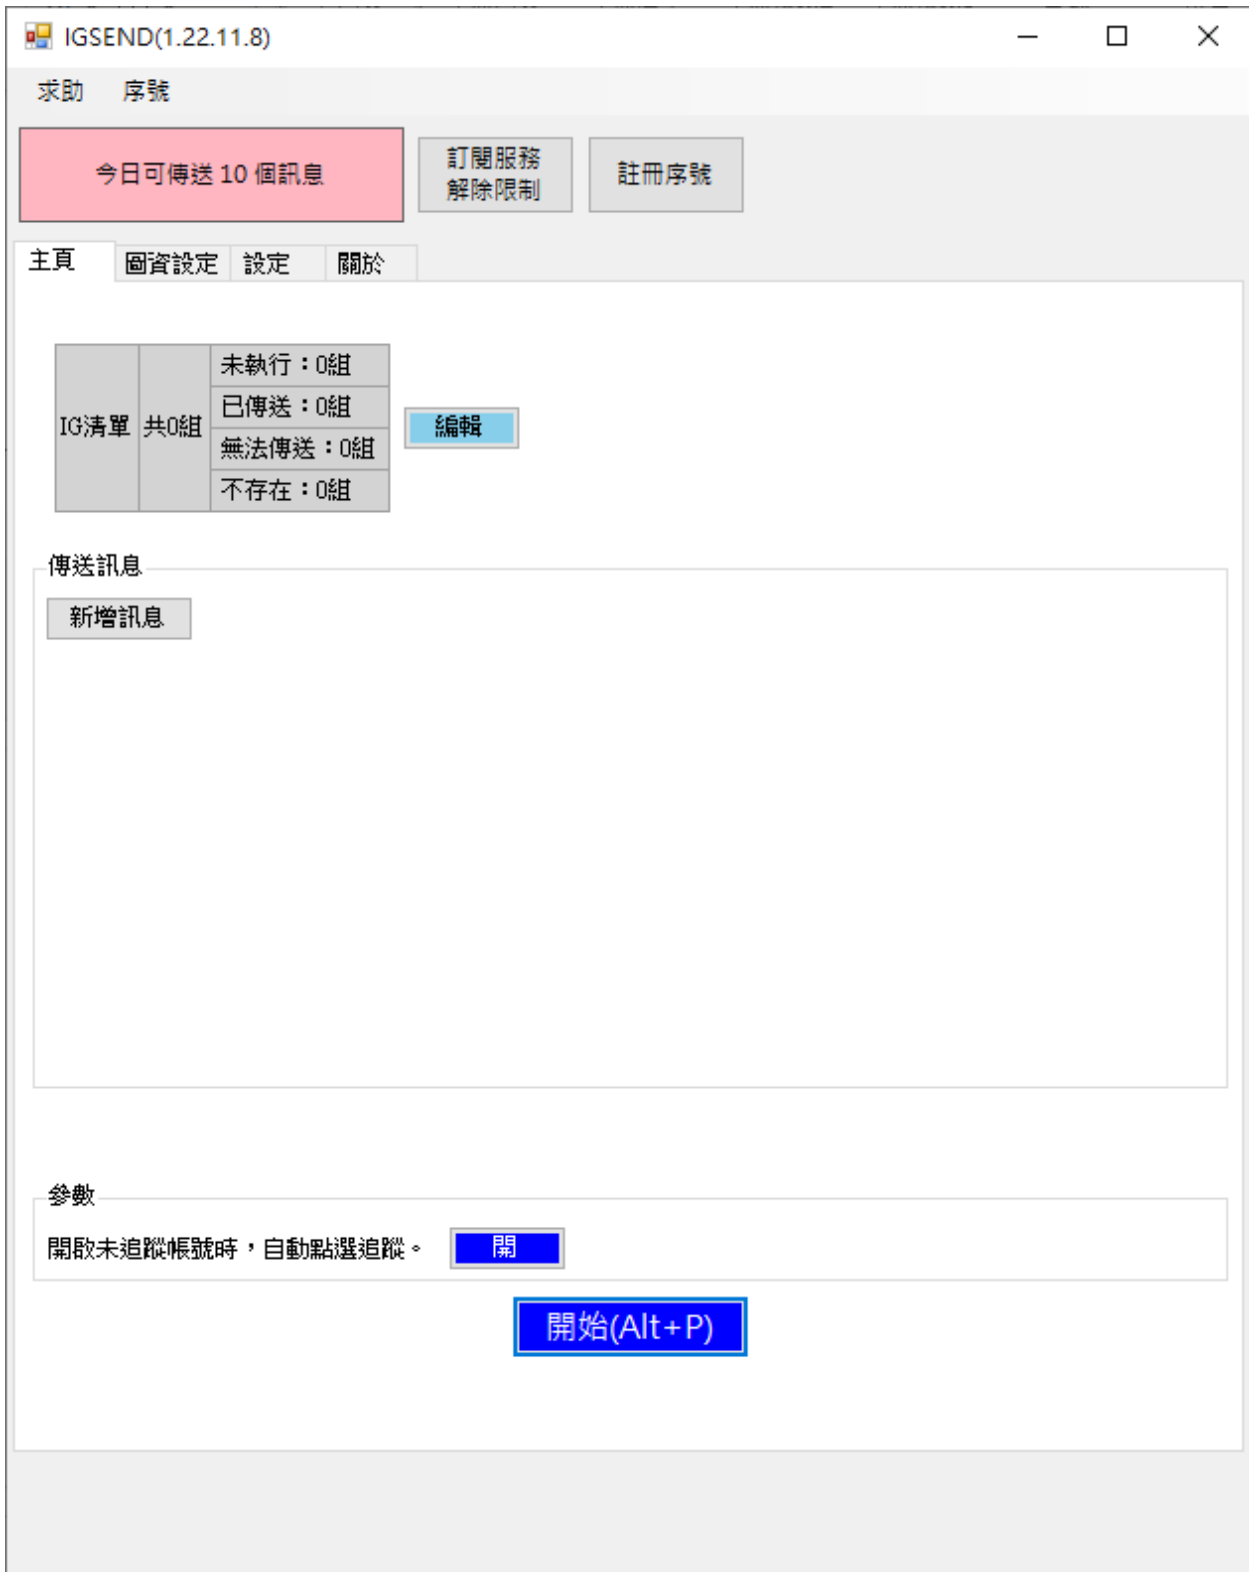 IGSEND(1.22.11.8)
求助 序號
今日可傳送 10 個訊息
訂閱服務
解除限制
註冊序號
主頁 圖資設定 設定 關於
IG清單 共0組
未執行：0組
已傳送：0組
無法傳送：0組
不存在：0組
編輯
傳送訊息
新增訊息
參數
開啟未追蹤帳號時，自動點選追蹤。 開
開始(Alt+P)